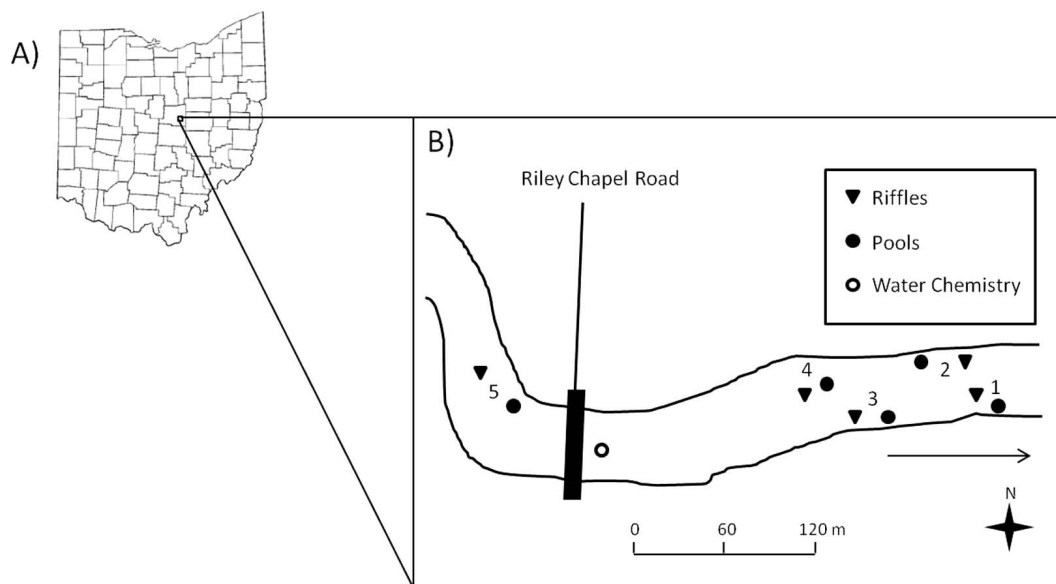 A)
B)
Riley Chapel Road
Riffles
Pools
Water Chemistry
5
4
3
2
1
N
0 60 120 m